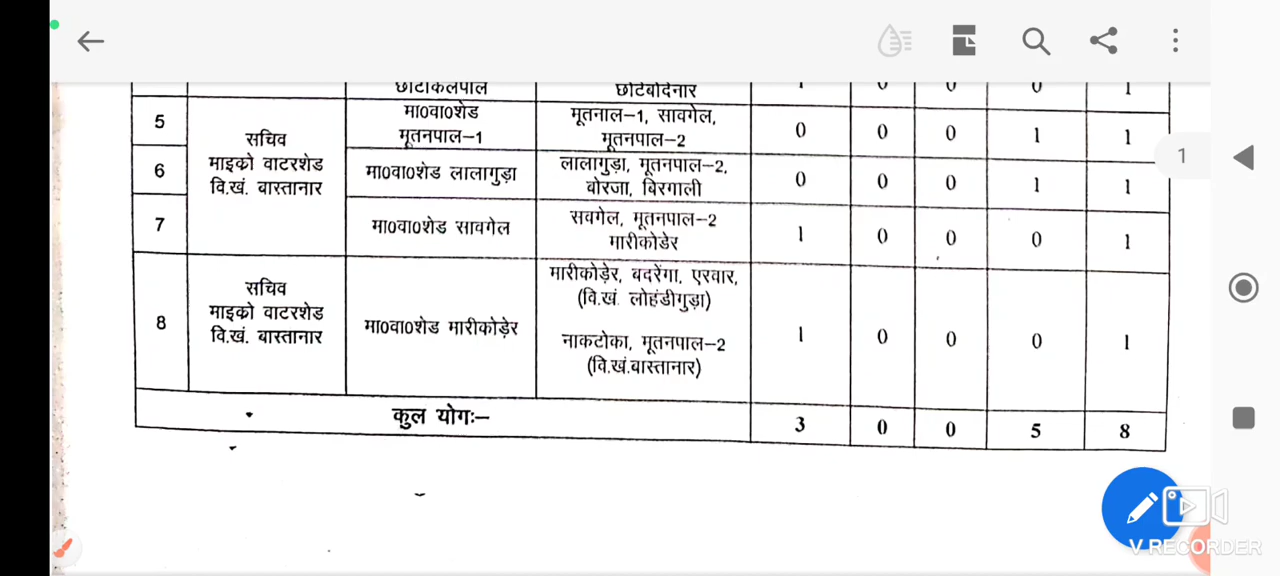 छोटाकलपाल
छोटेबोदेनार
1 0 0 0 1
5
सचिव
माइक्रो वाटरशेड
वि.खं. बास्तानार
मा0वा0शेड
मूतनपाल-1
मूतनाल-1, सावगेल,
मूतनपाल-2
0 0 0 1 1
6
मा0वा0शेड लालागुड़ा
लालागुड़ा, मूतनपाल-2,
बोरजा, बिरगाली
0 0 0 1 1
7
मा0वा0शेड सावगेल
सवगेल, मूतनपाल-2
मारीकोडेर
1 0 0 0 1
8
सचिव
माइक्रो वाटरशेड
वि.खं. बास्तानार
मा0वा0शेड मारीकोड़ेर
मारीकोड़ेर, बदरेंगा, एरवार,
(वि.खं. लोहंडीगुड़ा)
नाकटोका, मूतनपाल-2
(वि.खं.बास्तानार)
1 0 0 0 1
कुल योगः-
3 0 0 5 8
1
V RECORDER